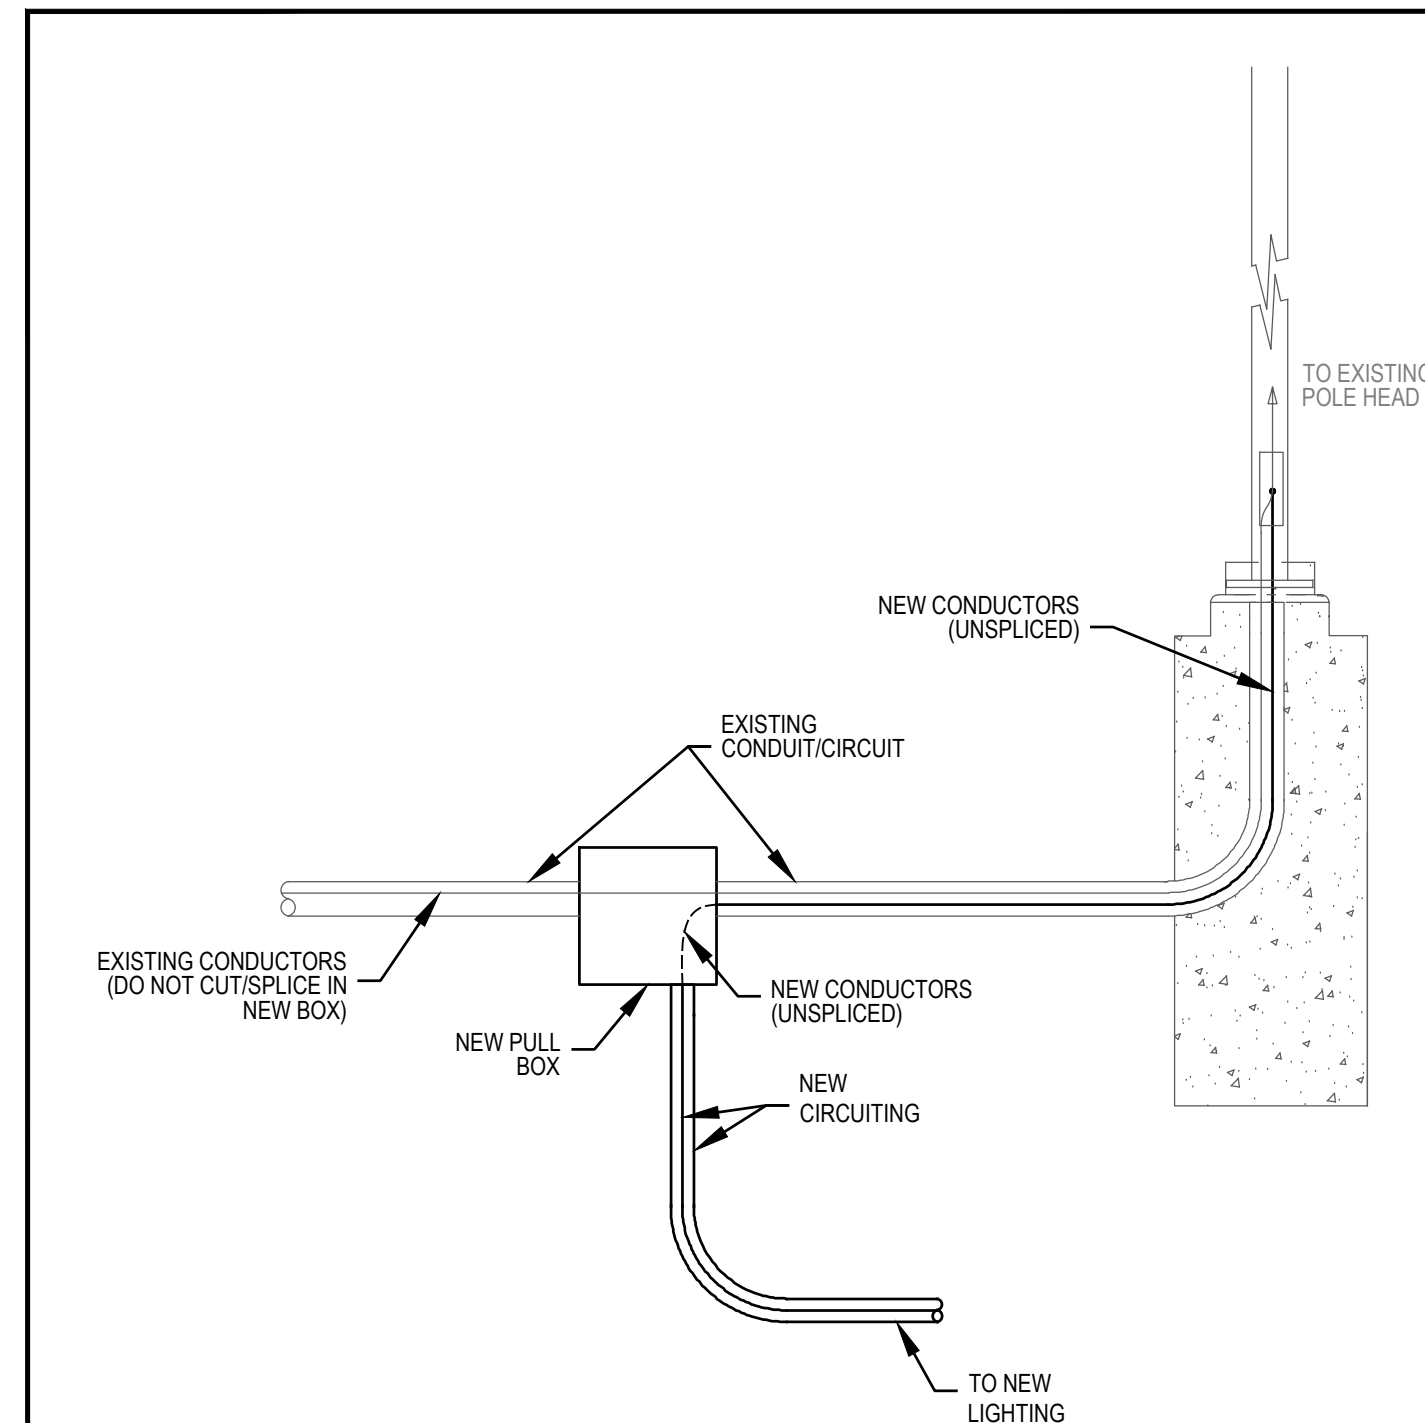 TO EXISTING
POLE HEAD
NEW CONDUCTORS
(UNSPLICED)
EXISTING
CONDUIT/CIRCUIT
EXISTING CONDUCTORS
(DO NOT CUT/SPLICE IN
NEW BOX)
NEW CONDUCTORS
(UNSPLICED)
NEW PULL
BOX
NEW
CIRCUITING
TO NEW
LIGHTING